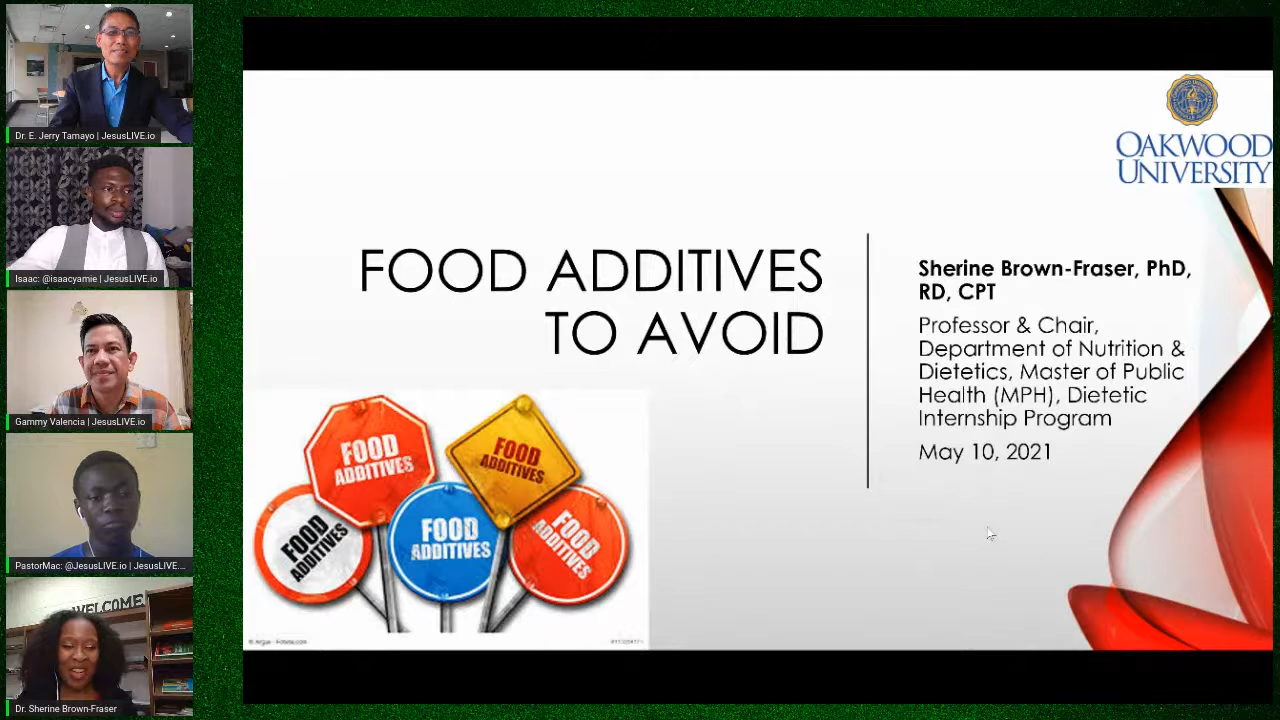 Dr. E. Jerry Tamayo | JesusLIVE.io
Isaac: @isaacyamie | JesusLIVE.io
Gammy Valencia | JesusLIVE.io
PastorMac: @JesusLIVE.io | JesusLIVE....
WELCOME
Dr. Sherine Brown-Fraser
OAKWOOD
UNIVERSITY
FOOD ADDITIVES
TO AVOID
Sherine Brown-Fraser, PhD,
RD, CPT
Professor & Chair,
Department of Nutrition &
Dietetics, Master of Public
Health (MPH), Dietetic
Internship Program
May 10, 2021
FOOD
ADDITIVES
FOOD
ADDITIVES
FOOD
ADDITIVES
FOOD
ADDITIVES
FOOD
ADDITIVES